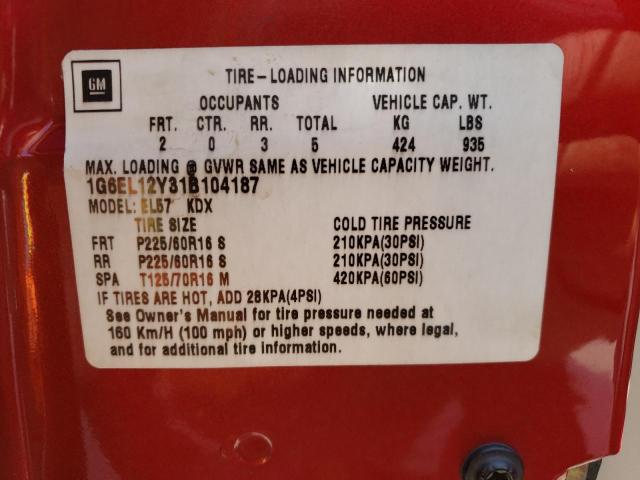 GM
TIRE-LOADING INFORMATION
OCCUPANTS VEHICLE CAP. WT.
FRT. CTR. RR. TOTAL KG LBS
2 0 3 5 424 935
MAX. LOADING @ GVWR SAME AS VEHICLE CAPACITY WEIGHT.
1G6EL12Y31B104187
MODEL: EL57 KDX
TIRE SIZE COLD TIRE PRESSURE
FRT P225/60R16 S 210KPA(30PSI)
RR P225/60R16 S 210KPA(30PSI)
SPA T125/70R16 M 420KPA(60PSI)
IF TIRES ARE HOT, ADD 28KPA(4PSI)
See Owner's Manual for tire pressure needed at
160 Km/H (100 mph) or higher speeds, where legal,
and for additional tire information.